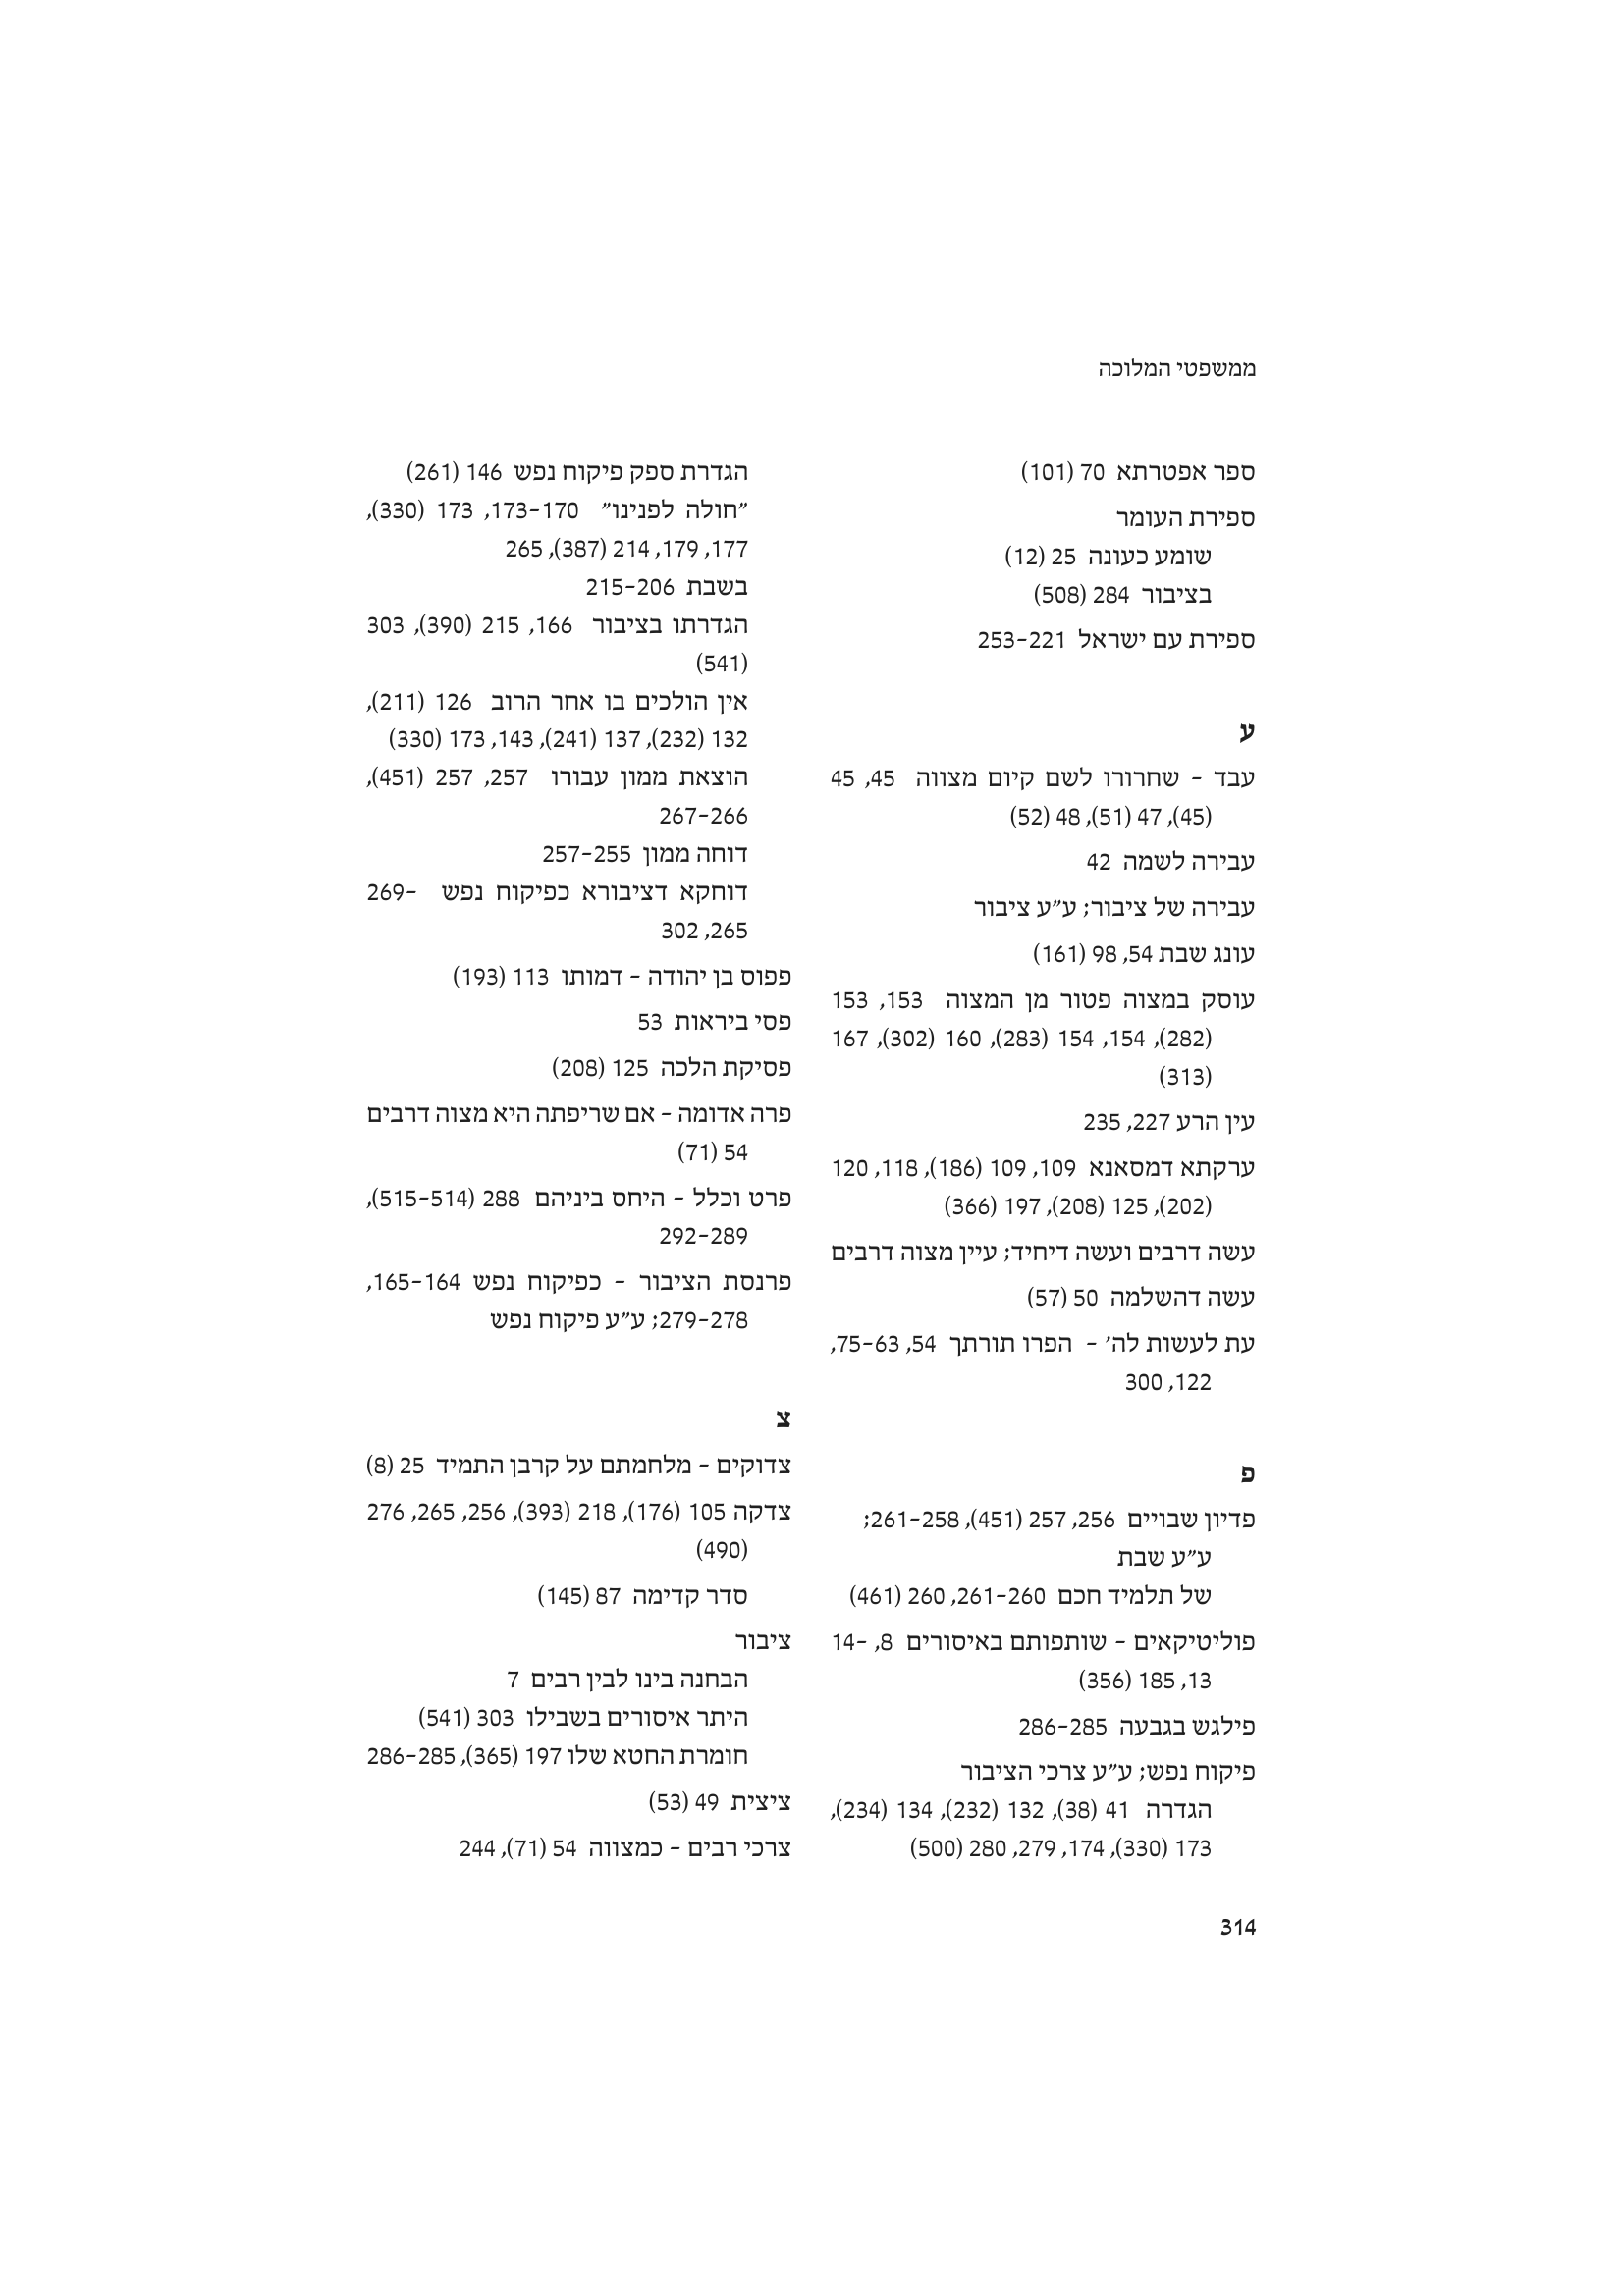 ממשפטי המלוכה
ספר אפטרתא 70 (101)
ספירת העומר
שומע כעונה 25 (12)
בציבור 284 (508)
ספירת עם ישראל 253–221
ע
עבד – שחרורו לשם קיום מצווה 45, 45
(45), 47 (51), 48 (52)
עבירה לשמה 42
עבירה של ציבור; ע״ע ציבור
עונג שבת 54, 98 (161)
עוסק במצוה פטור מן המצוה 153, 153
(282), 154, 154 (283), 160 (302), 167
(313)
עין הרע 227, 235
ערקתא דמסאנא 109, 109 (186), 118, 120
(202), 125 (208), 197 (366)
עשה דרבים ועשה דיחיד; עיין מצוה דרבים
עשה דהשלמה 50 (57)
עת לעשות לה׳ – הפרו תורתך 54, 75–63,
122, 300
פ
פדיון שבויים 256, 257 (451), 261–258;
ע״ע שבת
של תלמיד חכם 261–260, 260 (461)
פוליטיקאים – שותפותם באיסורים 8, 14–
13, 185 (356)
פילגש בגבעה 286–285
פיקוח נפש; ע״ע צרכי הציבור
הגדרה 41 (38), 132 (232), 134 (234),
173 (330), 174, 279, 280 (500)
הגדרת ספק פיקוח נפש 146 (261)
״חולה לפנינו״ 173–170, 173 (330),
177, 179, 214 (387), 265
בשבת 215–206
הגדרתו בציבור 166, 215 (390), 303
(541)
אין הולכים בו אחר הרוב 126 (211),
132 (232), 137 (241), 143, 173 (330)
הוצאת ממון עבורו 257, 257 (451),
267–266
דוחה ממון 257–255
דוחקא דציבורא כפיקוח נפש 269–
265, 302
פפוס בן יהודה – דמותו 113 (193)
פסי ביראות 53
פסיקת הלכה 125 (208)
פרה אדומה – אם שריפתה היא מצוה דרבים
54 (71)
פרט וכלל – היחס ביניהם 288 (515–514),
292–289
פרנסת הציבור – כפיקוח נפש 165–164,
279–278; ע״ע פיקוח נפש
צ
צדוקים – מלחמתם על קרבן התמיד 25 (8)
צדקה 105 (176), 218 (393), 256, 265, 276
(490)
סדר קדימה 87 (145)
ציבור
הבחנה בינו לבין רבים 7
היתר איסורים בשבילו 303 (541)
חומרת החטא שלו 197 (365), 286–285
ציצית 49 (53)
צרכי רבים – כמצווה 54 (71), 244
314